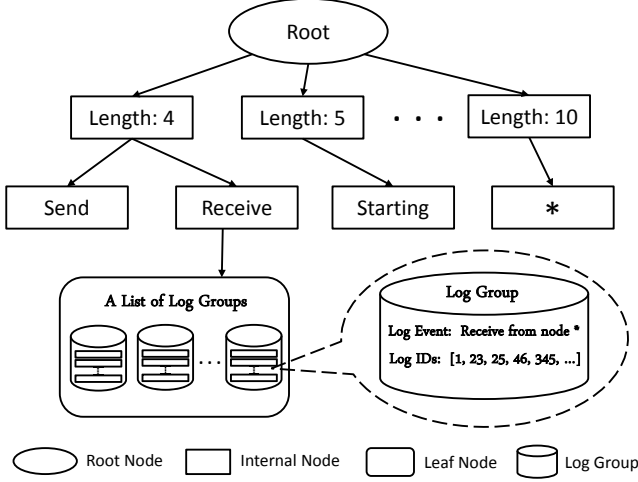 Root
Length: 4
Length: 5
. . .
Length: 10
Send
Receive
Starting
*
A List of Log Groups
...
Log Group
Log Event: Receive from node *
Log IDs: [1, 23, 25, 46, 345, ...]
Root Node
Internal Node
Leaf Node
Log Group